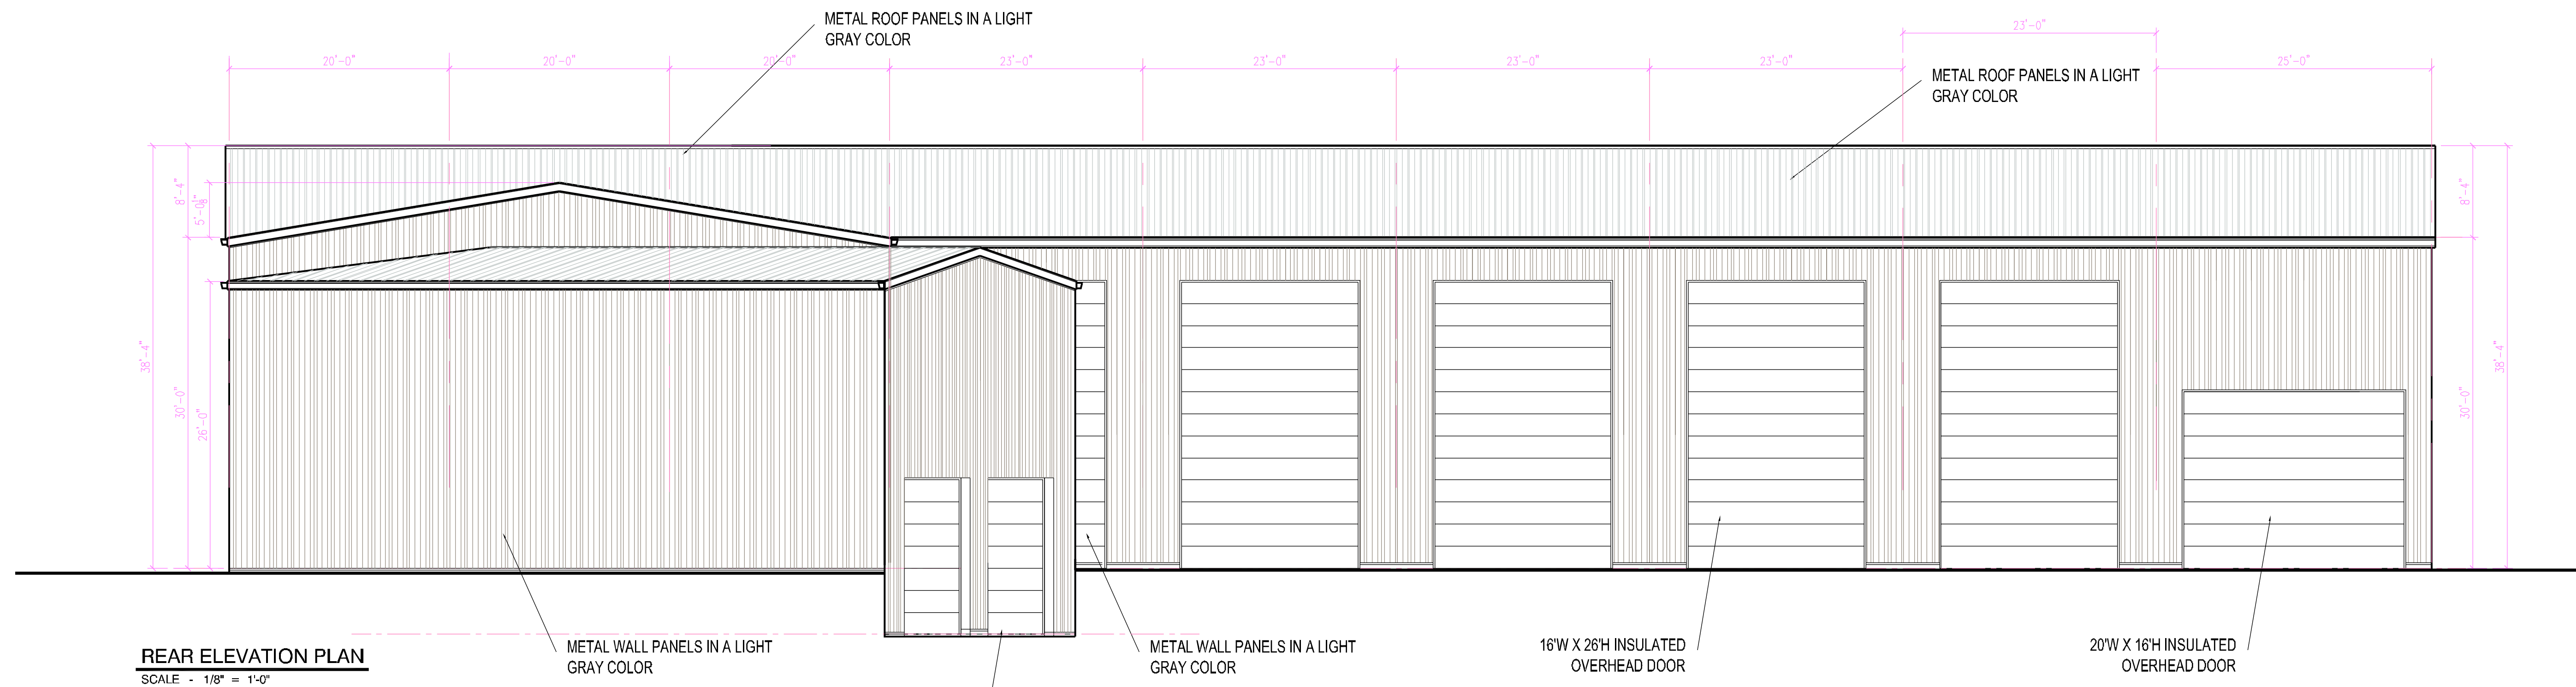 METAL ROOF PANELS IN A LIGHT
GRAY COLOR
23'-0"
20'-0"
20'-0"
20'-0"
23'-0"
23'-0"
23'-0"
23'-0"
25'-0"
METAL ROOF PANELS IN A LIGHT
GRAY COLOR
8'-4"
5'-0"
8'-4"
38'-4"
30'-0"
26'-0"
38'-4"
30'-0"
METAL WALL PANELS IN A LIGHT
GRAY COLOR
METAL WALL PANELS IN A LIGHT
GRAY COLOR
16'W X 26'H INSULATED
OVERHEAD DOOR
20'W X 16'H INSULATED
OVERHEAD DOOR
REAR ELEVATION PLAN
SCALE - 1/8" = 1'-0"